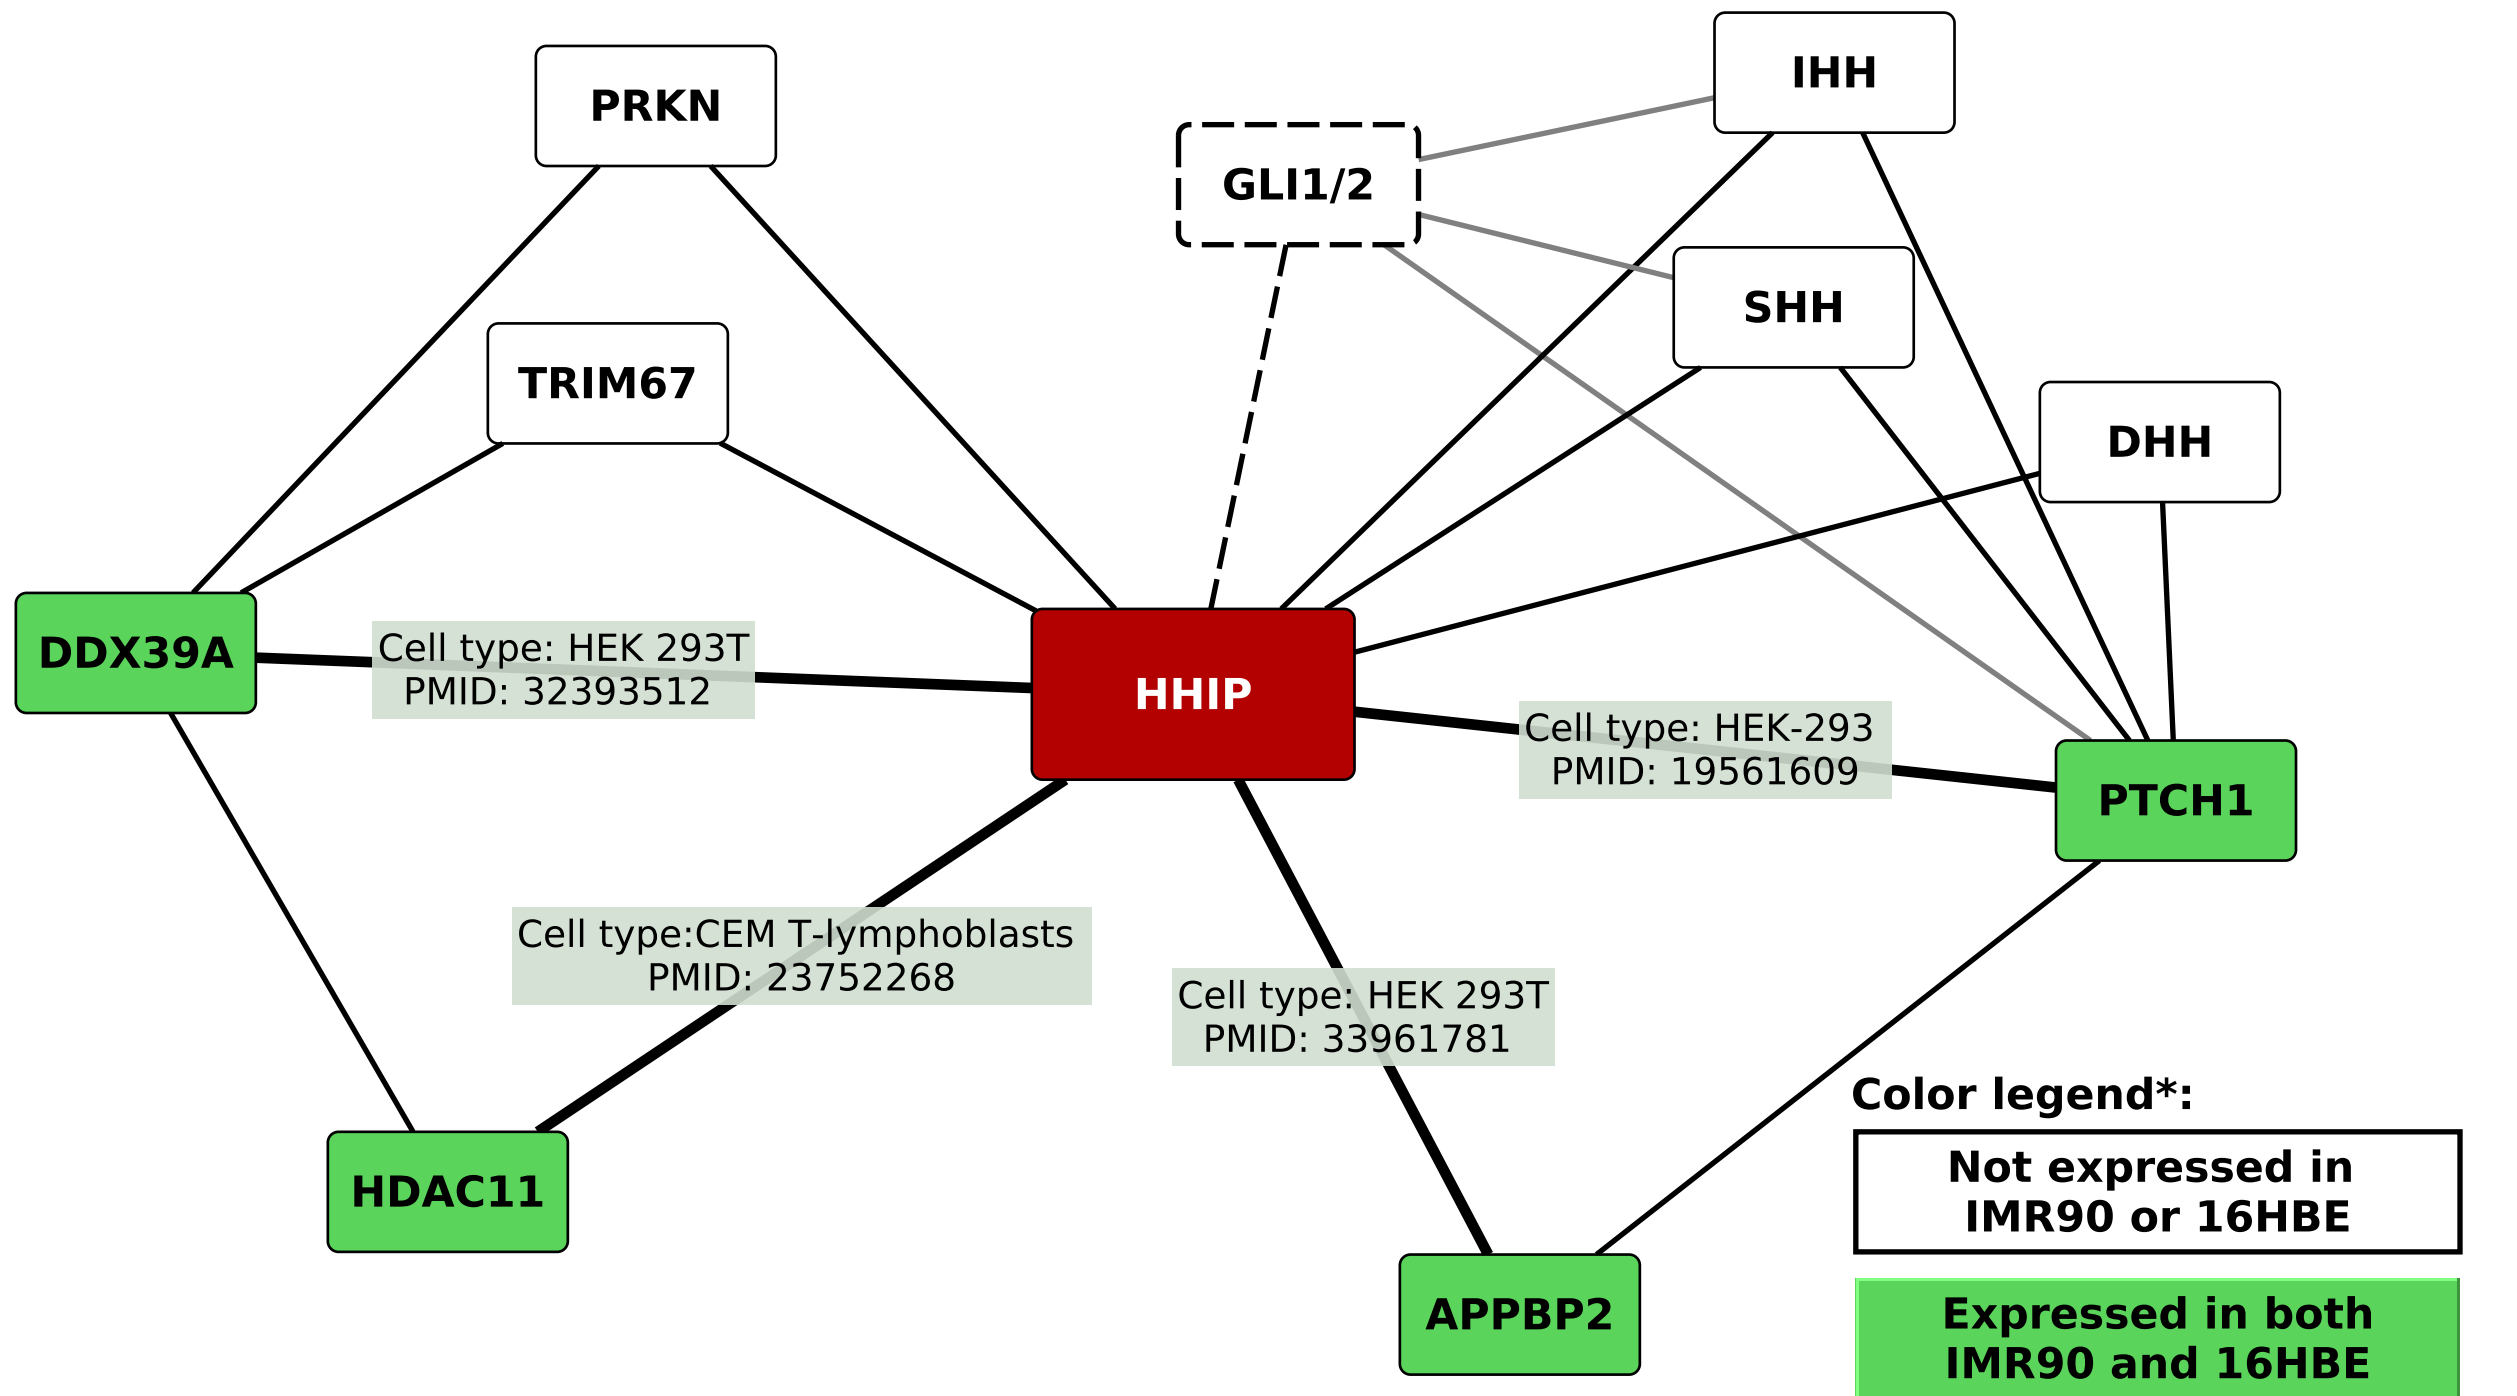 IHH
PRKN
GLI1/2
SHH
TRIM67
DHH
DDX39A
Cell type: HEK 293T
PMID: 32393512
HHIP
Cell type: HEK-293
PMID: 19561609
PTCH1
Cell type:CEM T-lymphoblasts
PMID: 23752268
Cell type: HEK 293T
PMID: 33961781
Color legend*:
Not expressed in
IMR90 or 16HBE
HDAC11
APPBP2
Expressed in both
IMR90 and 16HBE